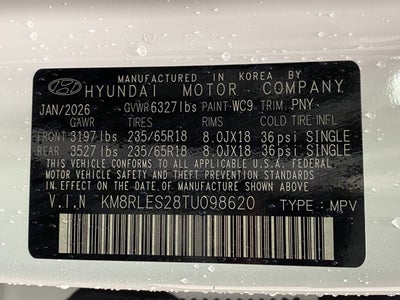 MANUFACTURED IN KOREA BY
HYUNDAI MOTOR COMPANY
JAN/2026 GVWR 6327lbs PAINT:WC9 TRIM: PNY
GAWR TIRES RIMS COLD TIRE INFL
FRONT 3197lbs 235/65R18 8.0JX18 36psi SINGLE
REAR 3527lbs 235/65R18 8.0JX18 36psi SINGLE
THIS VEHICLE CONFORMS TO ALL APPLICABLE U.S.A. FEDERAL
MOTOR VEHICLE SAFETY AND THEFT PREVENTION STANDARDS
IN EFFECT ON THE DATE OF MANUFACTURE SHOWN ABOVE.
V.I.N KM8RLES28TU098620 TYPE: MPV